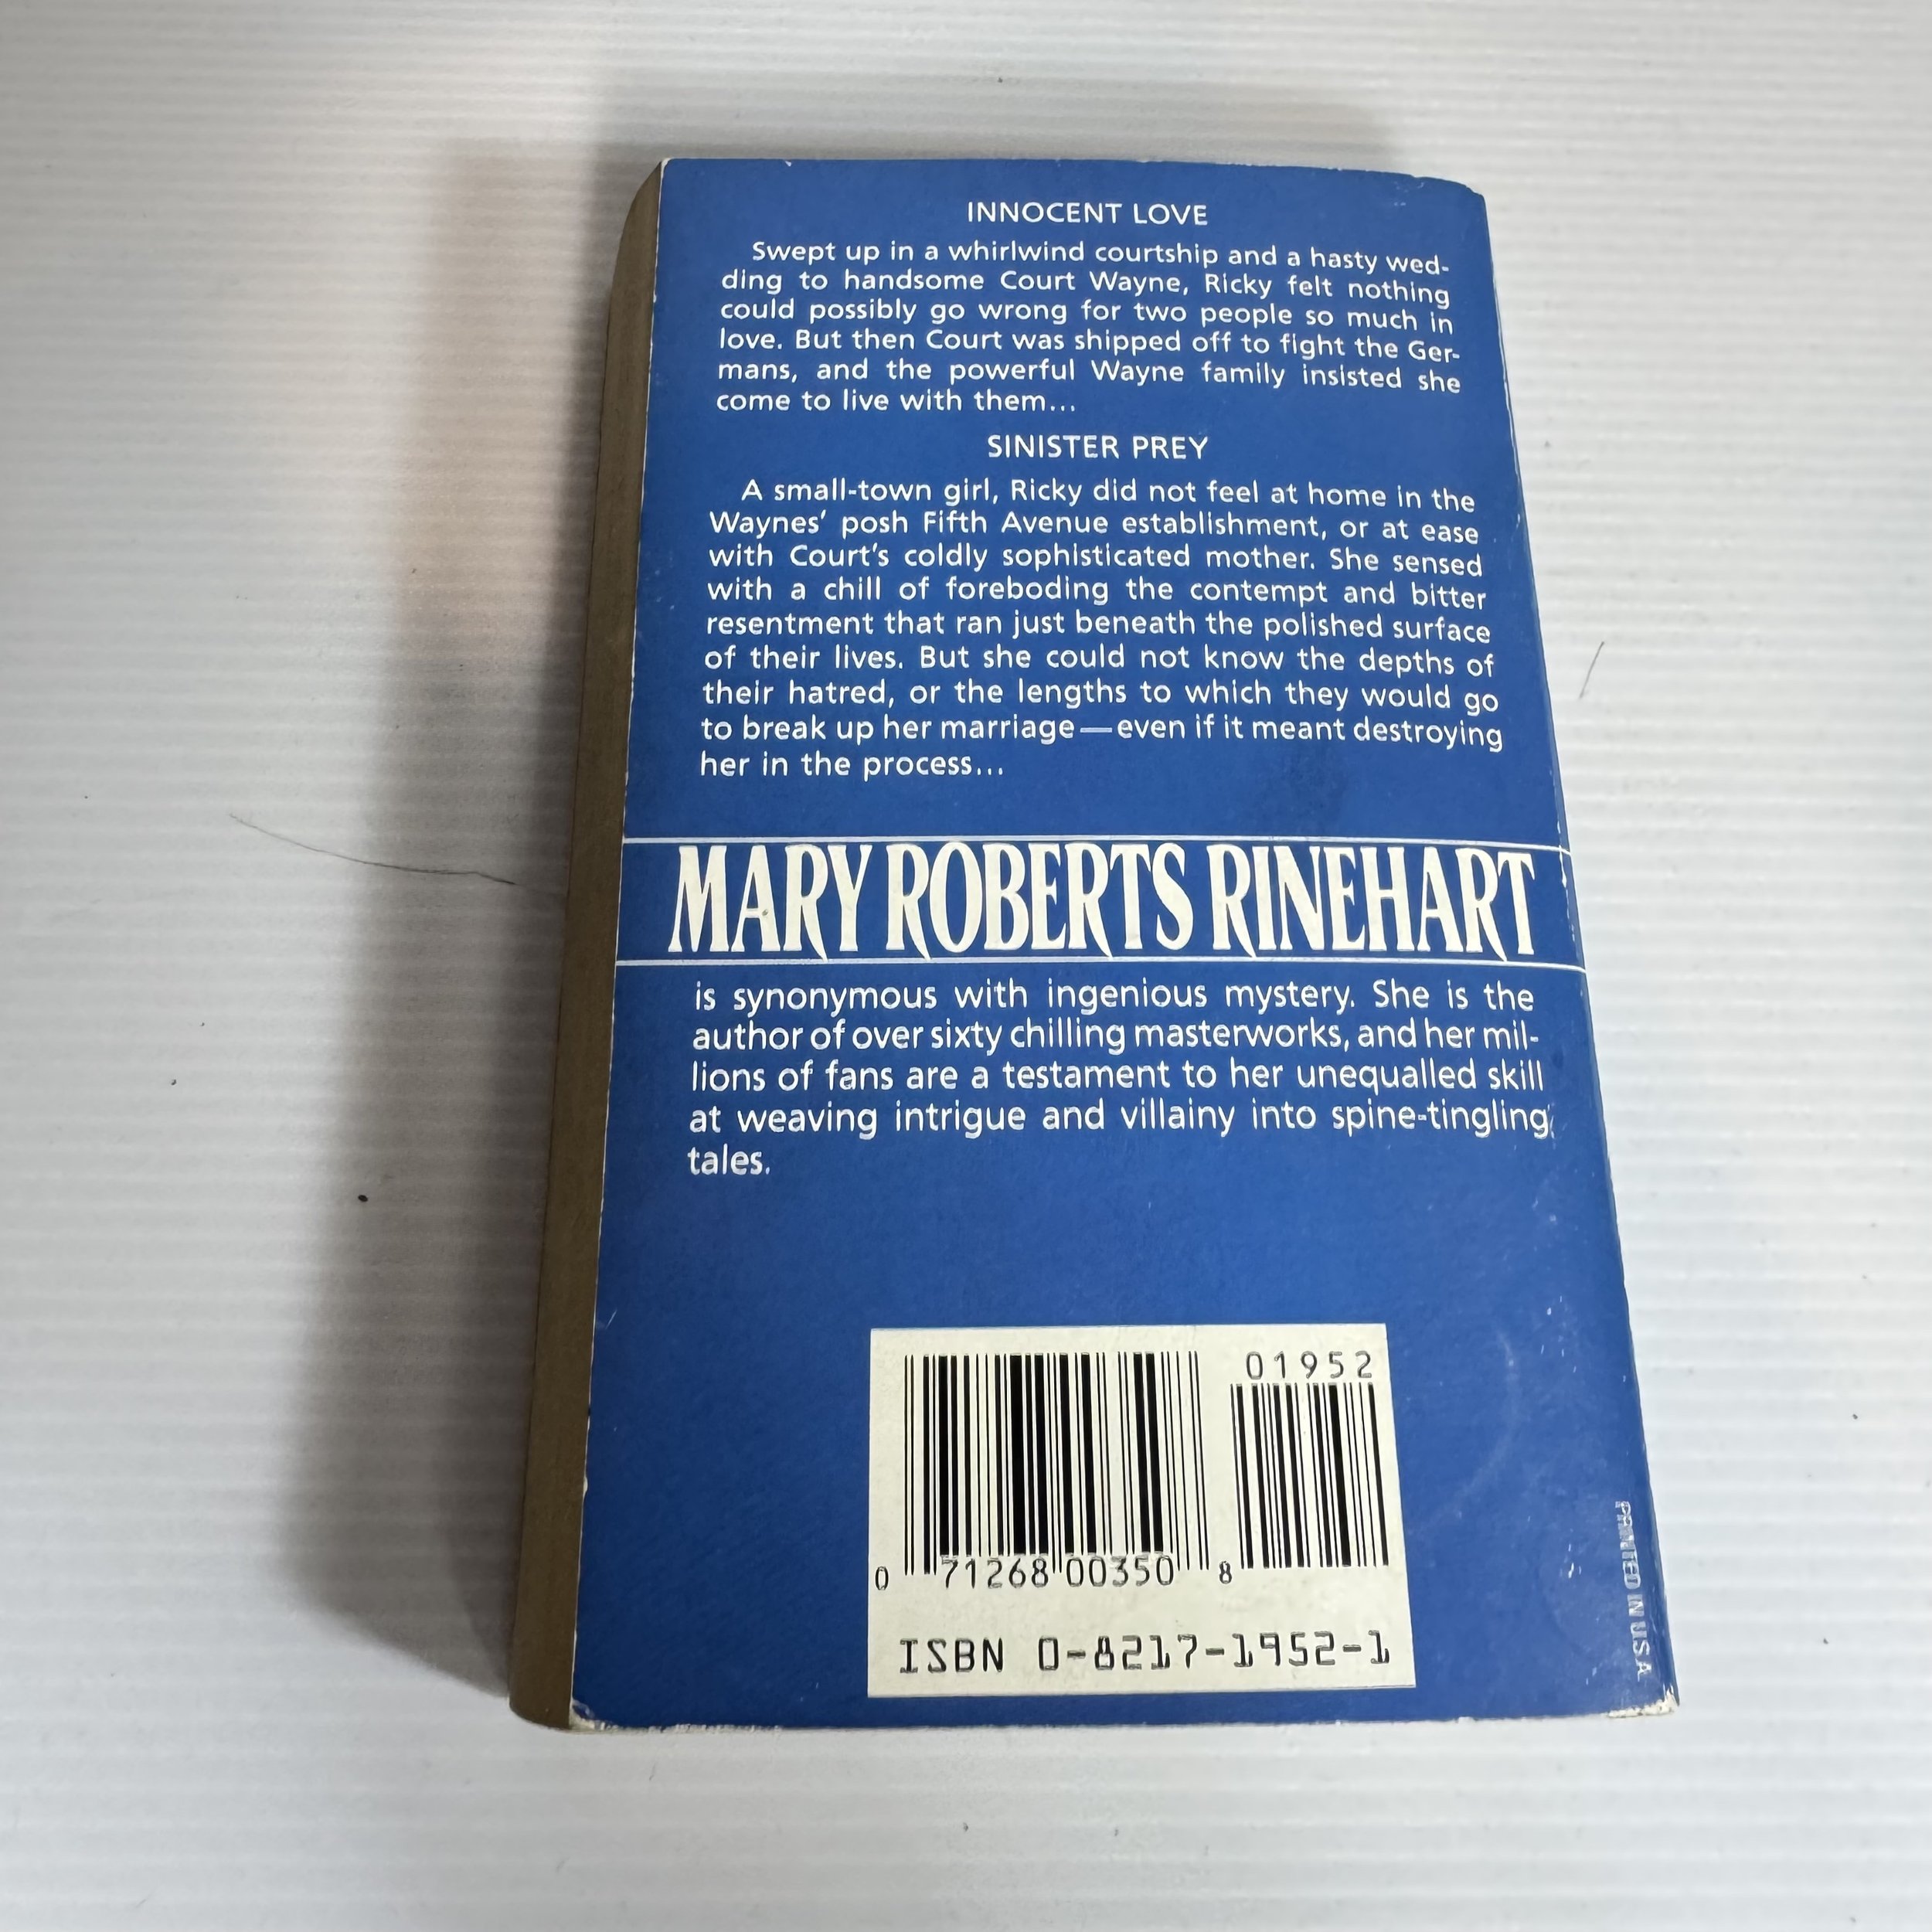 INNOCENT LOVE
Swept up in a whirlwind courtship and a hasty wed-
ding to handsome Court Wayne, Ricky felt nothing
could possibly go wrong for two people so much in
love. But then Court was shipped off to fight the Ger-
mans, and the powerful Wayne family insisted she
come to live with them...
SINISTER PREY
A small-town girl, Ricky did not feel at home in the
Waynes' posh Fifth Avenue establishment, or at ease
with Court's coldly sophisticated mother. She sensed
with a chill of foreboding the contempt and bitter
resentment that ran just beneath the polished surface
of their lives. But she could not know the depths of
their hatred, or the lengths to which they would go
to break up her marriage—even if it meant destroying
her in the process...
MARY ROBERTS RINEHART
is synonymous with ingenious mystery. She is the
author of over sixty chilling masterworks, and her mil-
lions of fans are a testament to her unequalled skill
at weaving intrigue and villainy into spine-tingling
tales.
01952
0 71268 00350 8
ISBN 0-8217-1952-1
PRINTED IN USA